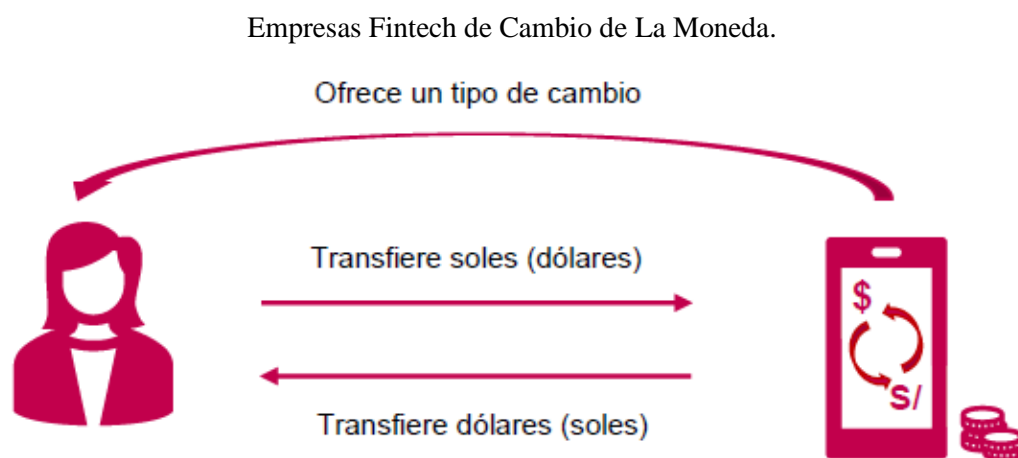 Empresas Fintech de Cambio de La Moneda.
Ofrece un tipo de cambio
Transfiere soles (dólares)
$
S/
Transfiere dólares (soles)